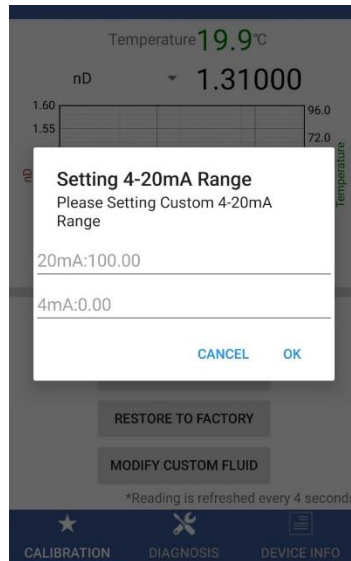 Temperature19.9℃
nD 1.31000
1.60 96.0
1.55 72.0
nD Temperature
Setting 4-20mA Range
Please Setting Custom 4-20mA
Range
20mA:100.00
4mA:0.00
CANCEL OK
RESTORE TO FACTORY
MODIFY CUSTOM FLUID
*Reading is refreshed every 4 second
CALIBRATION DIAGNOSIS DEVICE INFO